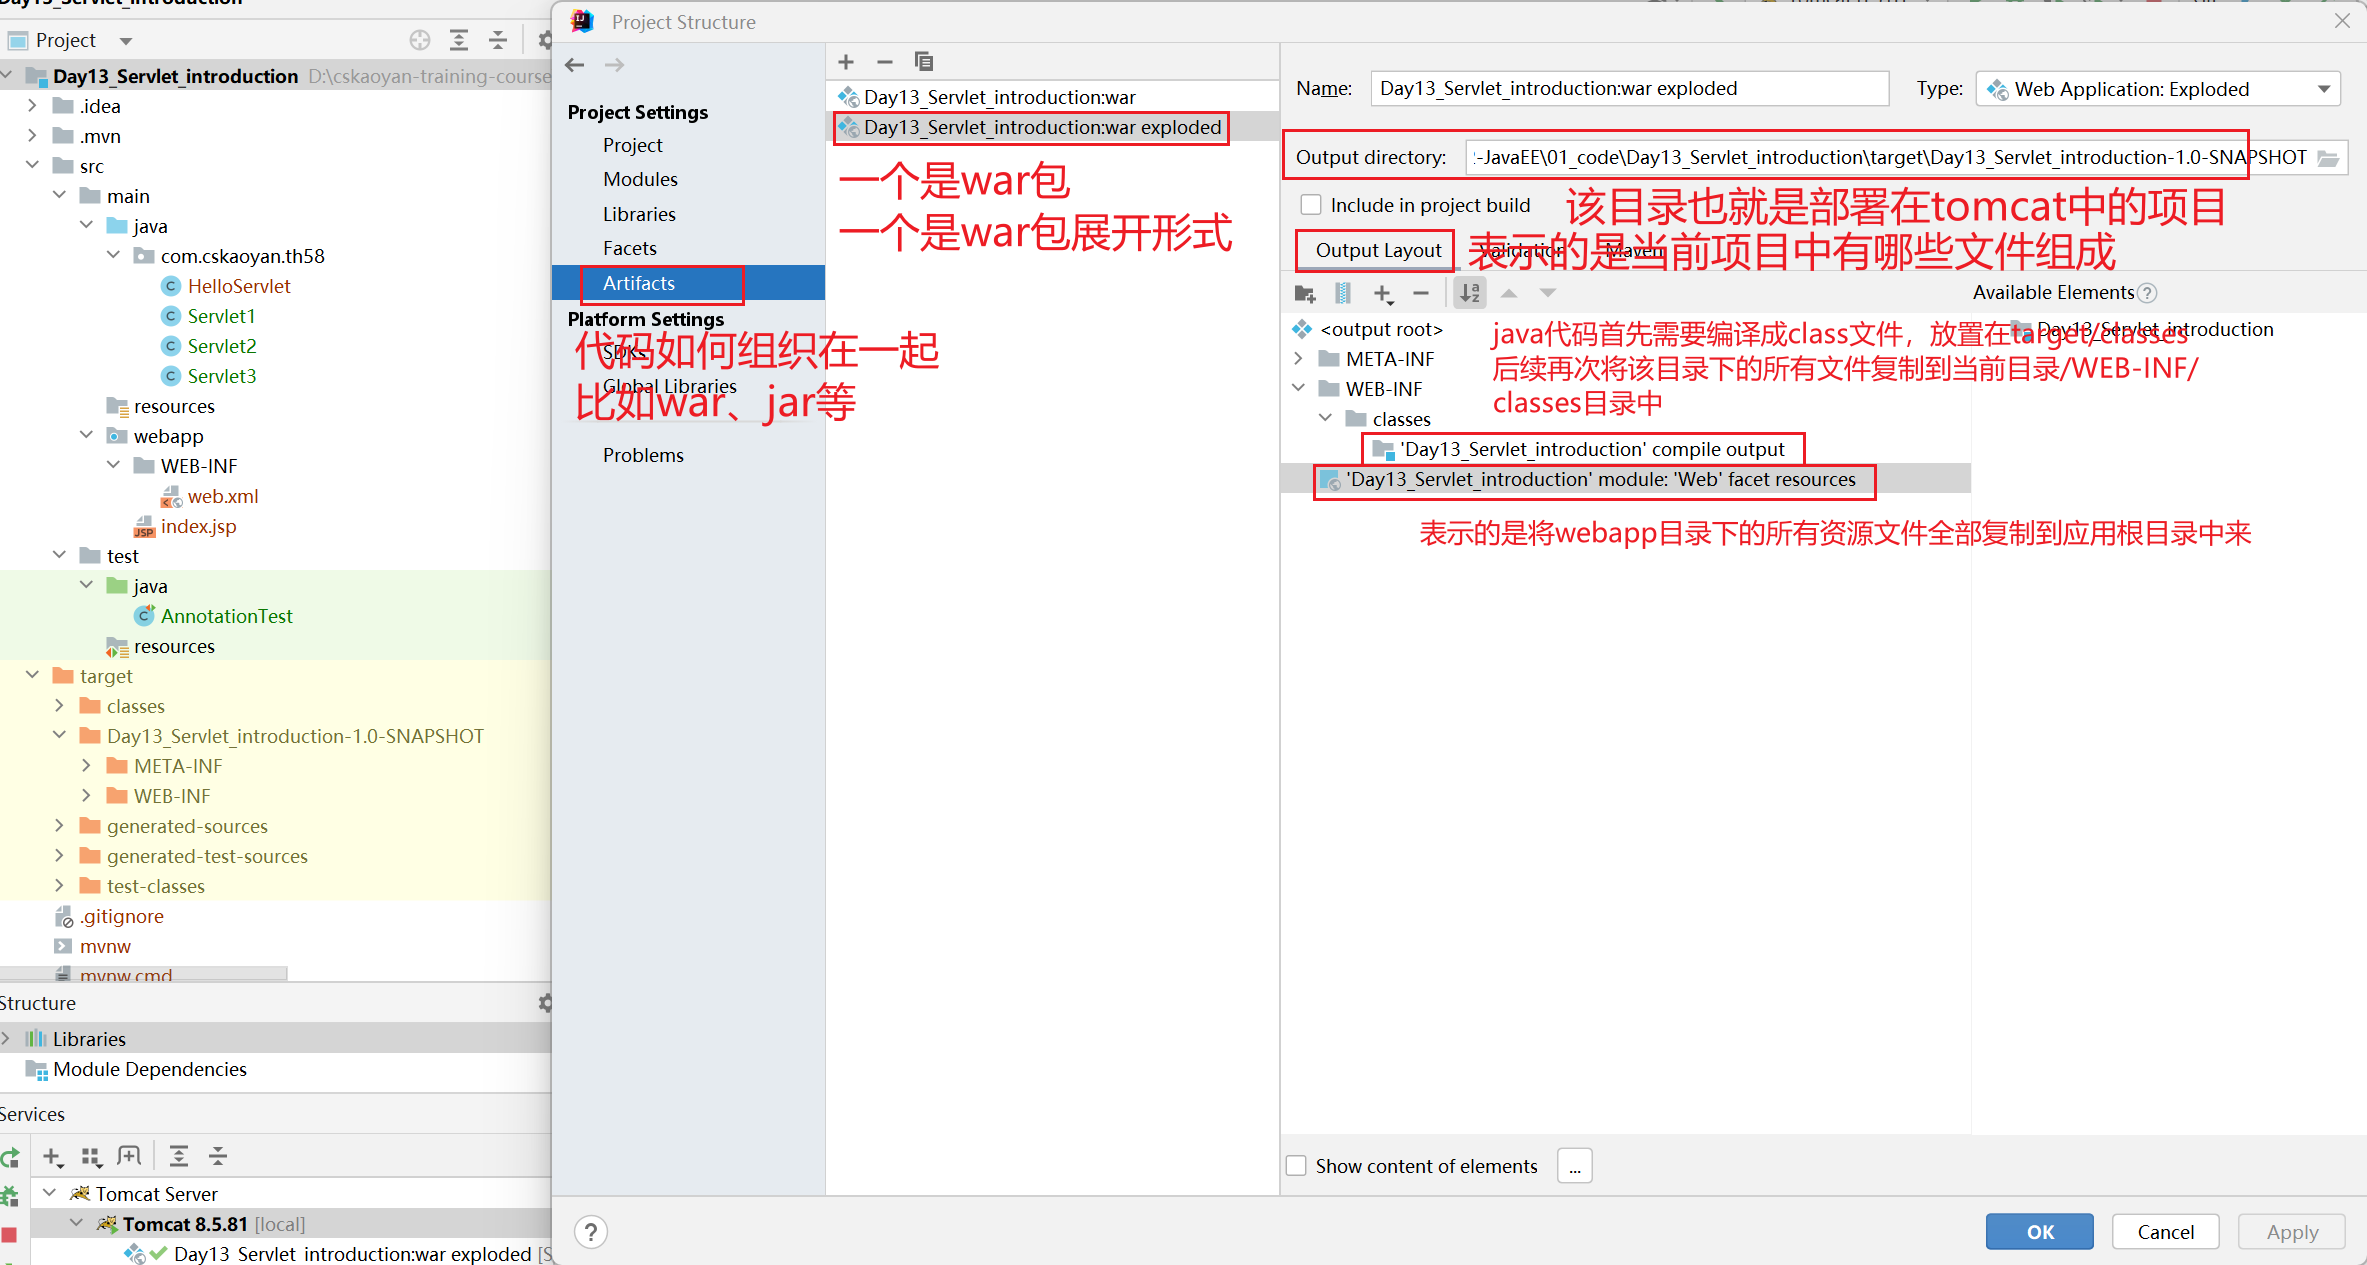 Day13_Servlet_introduction
Project
Day13_Servlet_introduction D:\cskaoyan-training-course
.idea
.mvn
src
main
java
com.cskaoyan.th58
HelloServlet
Servlet1
Servlet2
Servlet3
resources
webapp
WEB-INF
web.xml
index.jsp
test
java
AnnotationTest
resources
target
classes
Day13_Servlet_introduction-1.0-SNAPSHOT
META-INF
WEB-INF
generated-sources
generated-test-sources
test-classes
.gitignore
mvnw
mvnw.cmd
Structure
Libraries
Module Dependencies
Services
Tomcat Server
Tomcat 8.5.81 [local]
Day13_Servlet_introduction:war exploded [S
Project Structure
Project Settings
Project
Modules
Libraries
Facets
Artifacts
Platform Settings
SDKs
Global Libraries
代码如何组织在一起
比如war、jar等
Problems
Day13_Servlet_introduction:war
Day13_Servlet_introduction:war exploded
一个是war包
一个是war包展开形式
Name: Day13_Servlet_introduction:war exploded
Type: Web Application: Exploded
Output directory: -JavaEE\01_code\Day13_Servlet_introduction\target\Day13_Servlet_introduction-1.0-SNAPSHOT
Include in project build
该目录也就是部署在tomcat中的项目
Output Layout Validation Maven
表示的是当前项目中有哪些文件组成
Available Elements
<output root>
Day13_Servlet_introduction
META-INF
WEB-INF
classes
java代码首先需要编译成class文件，放置在target/classes
后续再次将该目录下的所有文件复制到当前目录/WEB-INF/
classes目录中
'Day13_Servlet_introduction' compile output
'Day13_Servlet_introduction' module: 'Web' facet resources
表示的是将webapp目录下的所有资源文件全部复制到应用根目录中来
Show content of elements ...
?
OK Cancel Apply